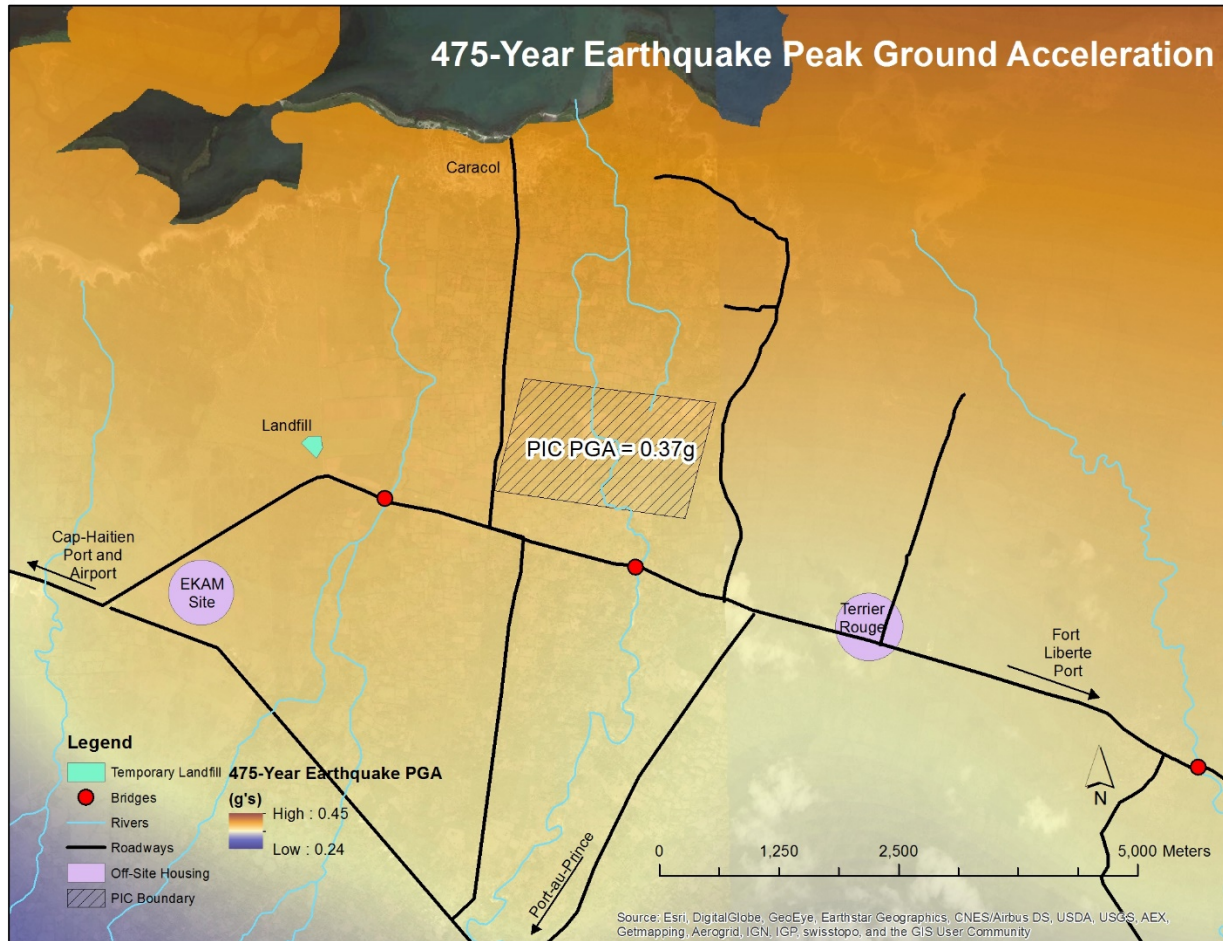 475-Year Earthquake Peak Ground Acceleration
Caracol
Landfill
PIC PGA = 0.37g
Cap-Haitien
Port and
Airport
EKAM
Site
Terrier
Rouge
Fort
Liberte
Port
Legend
Temporary Landfill
Bridges
Rivers
Roadways
Off-Site Housing
PIC Boundary
475-Year Earthquake PGA
(g's)
High : 0.45
Low : 0.24
Port-au-Prince
N
0 1,250 2,500 5,000 Meters
Source: Esri, DigitalGlobe, GeoEye, Earthstar Geographics, CNES/Airbus DS, USDA, USGS, AEX,
Getmapping, Aerogrid, IGN, IGP, swisstopo, and the GIS User Community